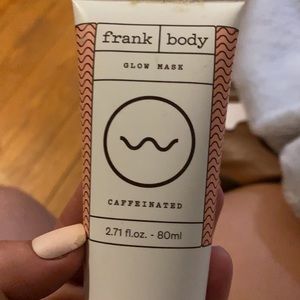 frank body
GLOW MASK
CAFFEINATED
2.71 fl.oz. - 80ml